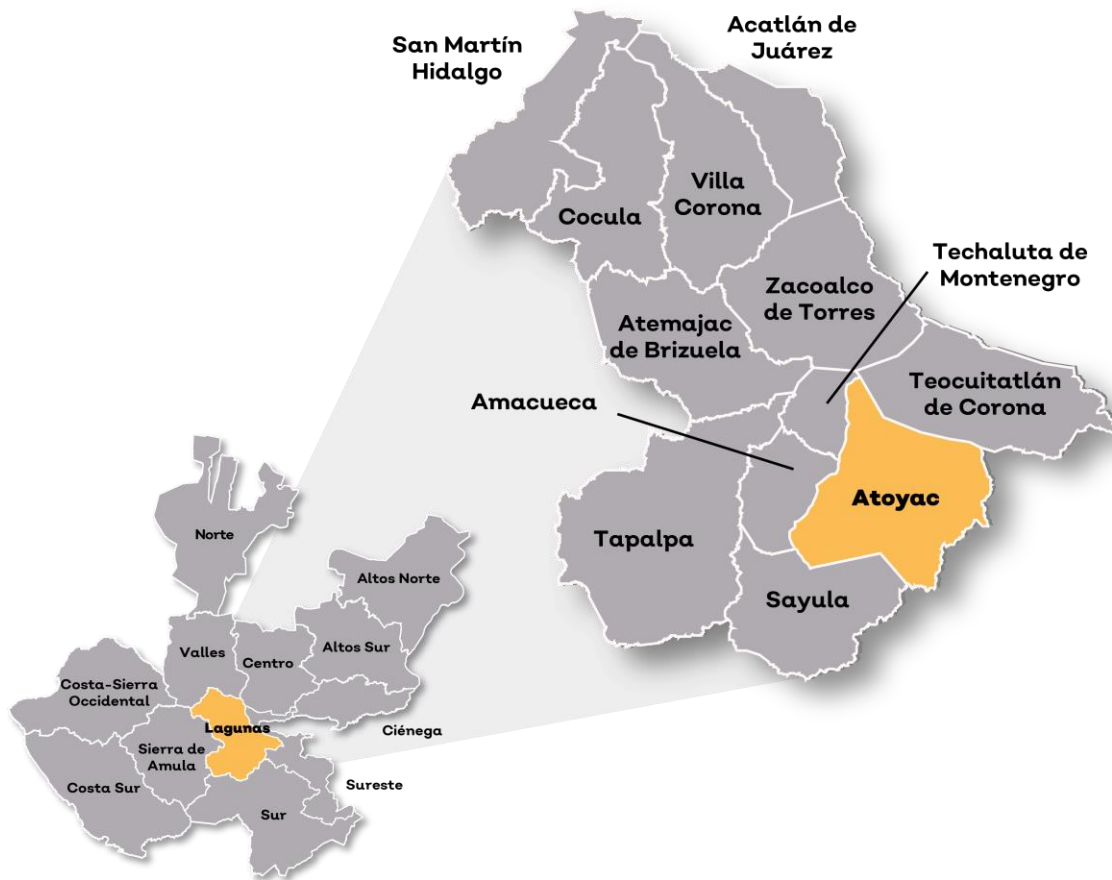 San Martín
Hidalgo
Acatlán de
Juárez
Villa
Corona
Cocula
Techaluta de
Montenegro
Zacoalco
de Torres
Atemajac
de Brizuela
Teocuitatlán
de Corona
Amacueca
Atoyac
Tapalpa
Sayula
Norte
Altos Norte
Valles
Centro
Altos Sur
Costa-Sierra
Occidental
Lagunas
Ciénega
Sierra de
Amula
Costa Sur
Sureste
Sur